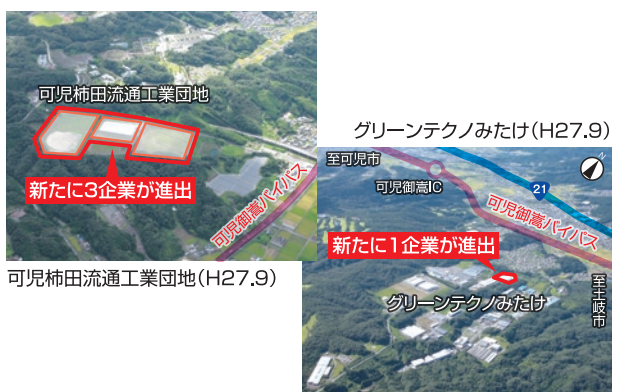 可児柿田流通工業団地
新たに3企業が進出
可児御嵩バイパス
可児柿田流通工業団地(H27.9)
グリーンテクノみたけ(H27.9)
至可児市
N
可児御嵩IC
21
可児御嵩バイパス
新たに1企業が進出
グリーンテクノみたけ
至土岐市